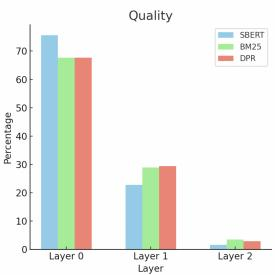 Quality
SBERT
BM25
DPR
70
60
50
40
30
20
10
0
Percentage
Layer 0 Layer 1 Layer 2
Layer